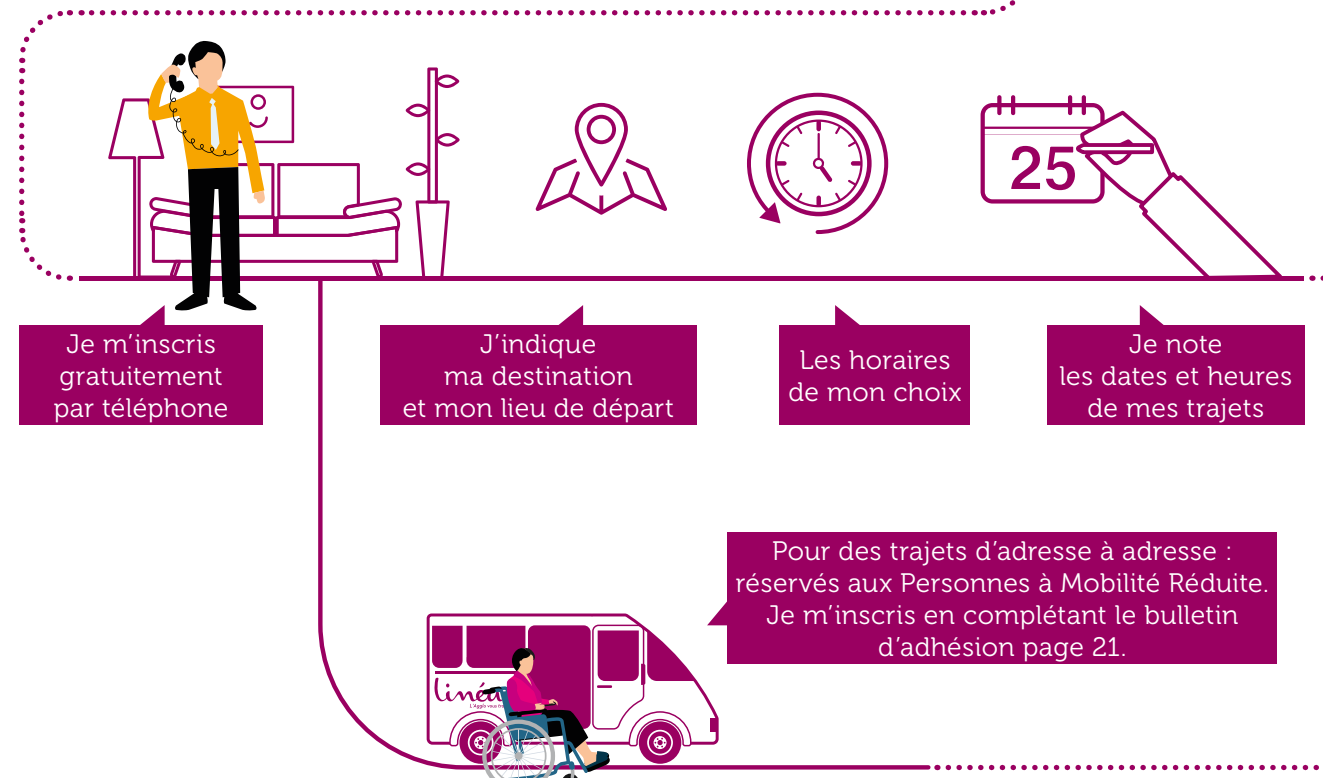 25
Je m’inscris
gratuitement
par téléphone
J’indique
ma destination
et mon lieu de départ
Les horaires
de mon choix
Je note
les dates et heures
de mes trajets
Pour des trajets d’adresse à adresse :
réservés aux Personnes à Mobilité Réduite.
Je m’inscris en complétant le bulletin
d’adhésion page 21.
L'Agglo vous